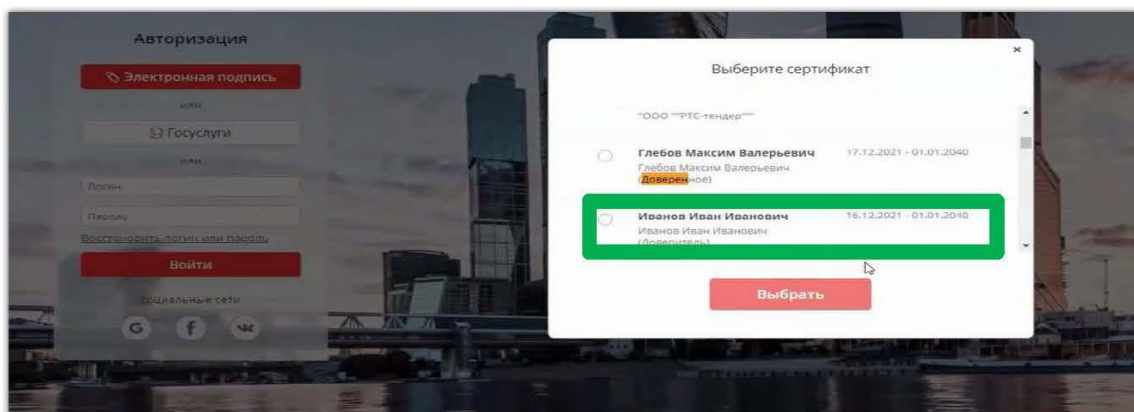 Авторизация
Электронная подпись
или
Госуслуги
или
Логин
Пароль
Восстановить логин или пароль
Войти
социальные сети
G f
Выберите сертификат
×
"ООО ""РТС-тендер"""
Глебов Максим Валерьевич 17.12.2021 - 01.01.2040
Глебов Максим Валерьевич
(Доверенное)
Иванов Иван Иванович 16.12.2021 - 01.01.2040
Иванов Иван Иванович
(Доверитель)
Выбрать